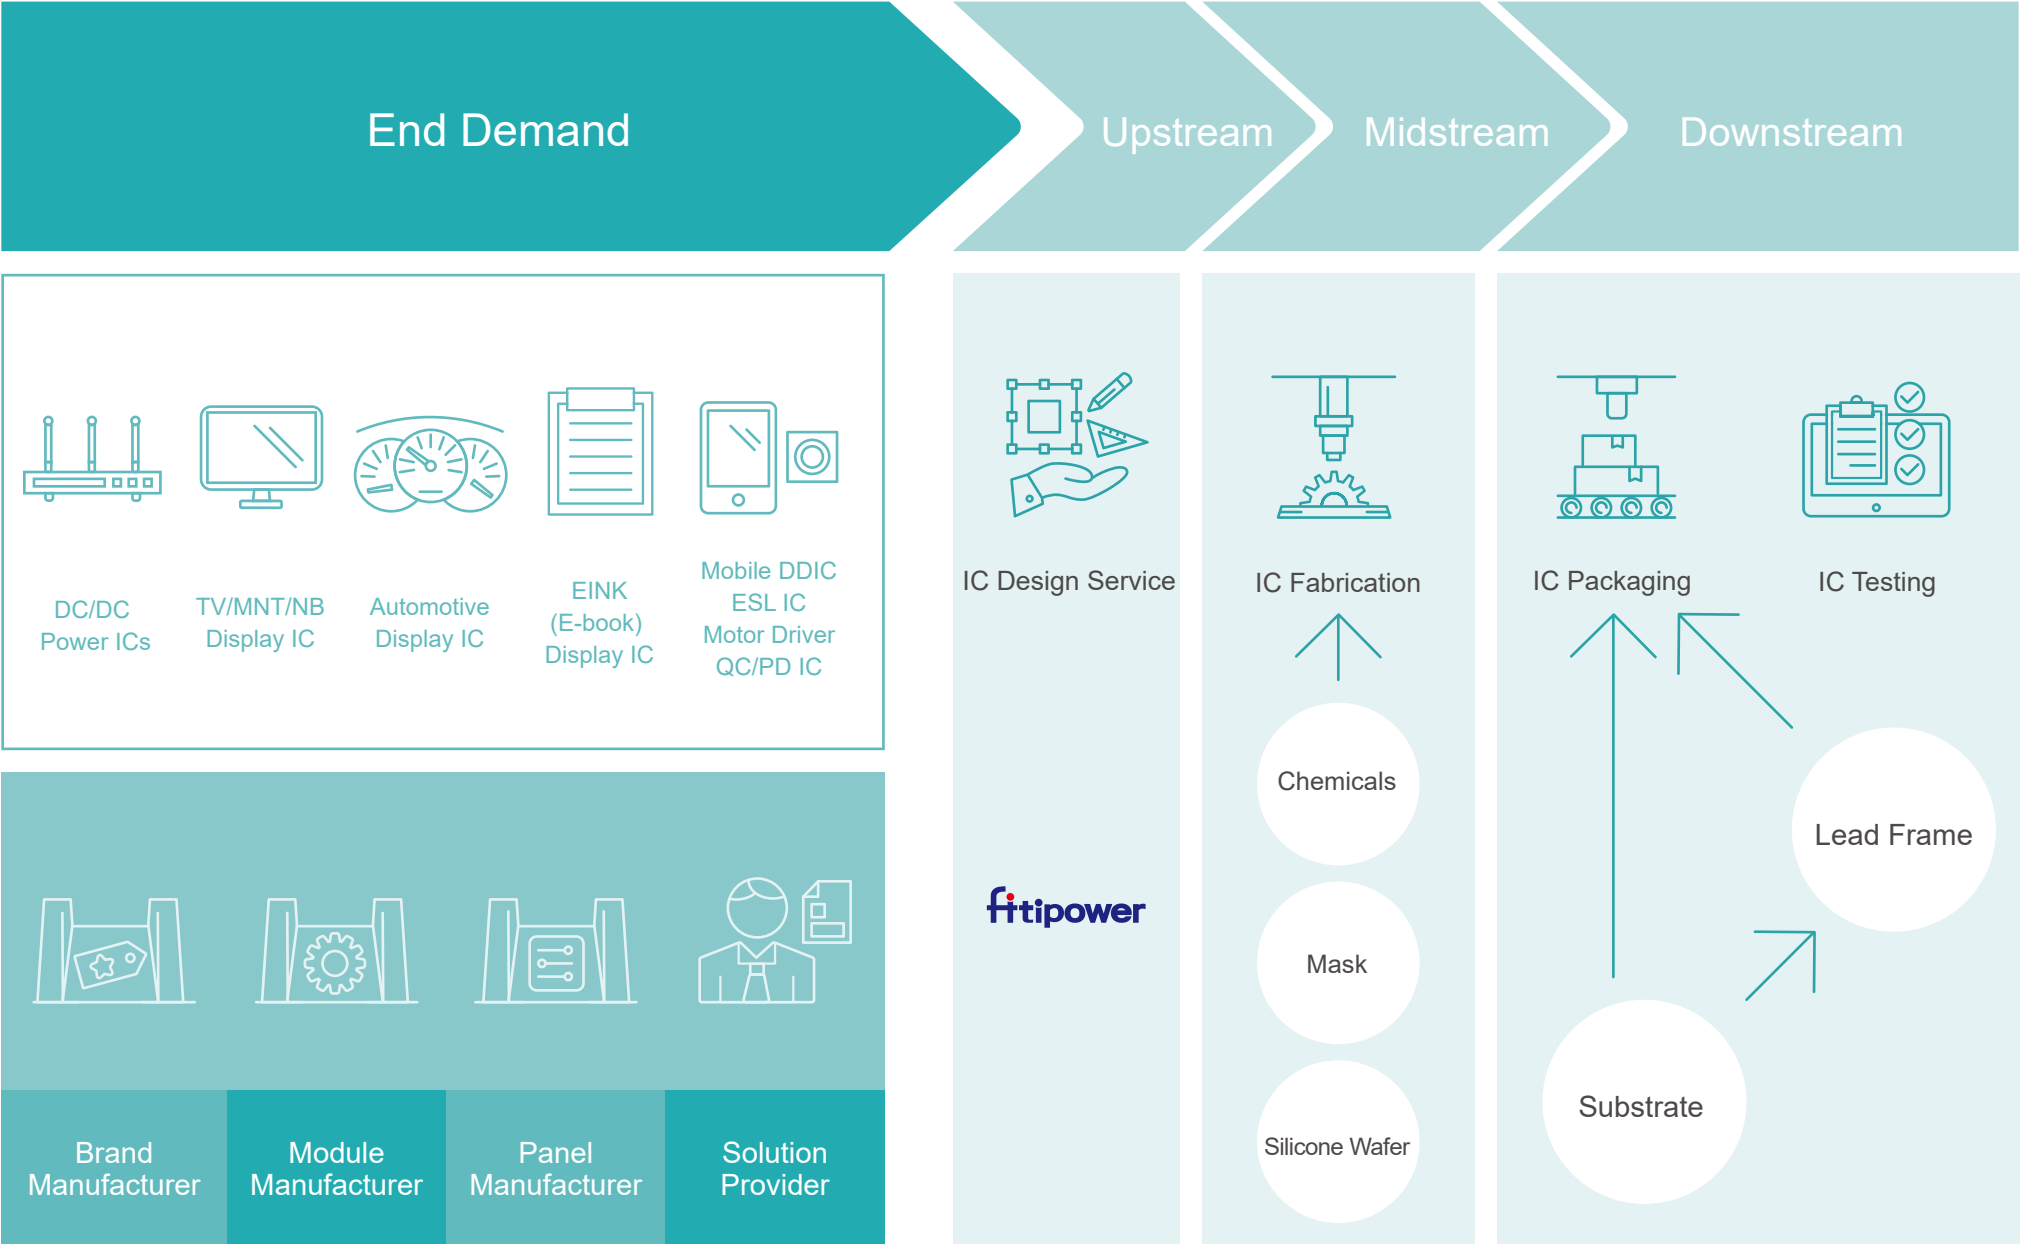 End Demand
Upstream
Midstream
Downstream
DC/DC
Power ICs
TV/MNT/NB
Display IC
Automotive
Display IC
EINK
(E-book)
Display IC
Mobile DDIC
ESL IC
Motor Driver
QC/PD IC
Brand
Manufacturer
Module
Manufacturer
Panel
Manufacturer
Solution
Provider
IC Design Service
fitipower
IC Fabrication
Chemicals
Mask
Silicone Wafer
IC Packaging
IC Testing
Lead Frame
Substrate